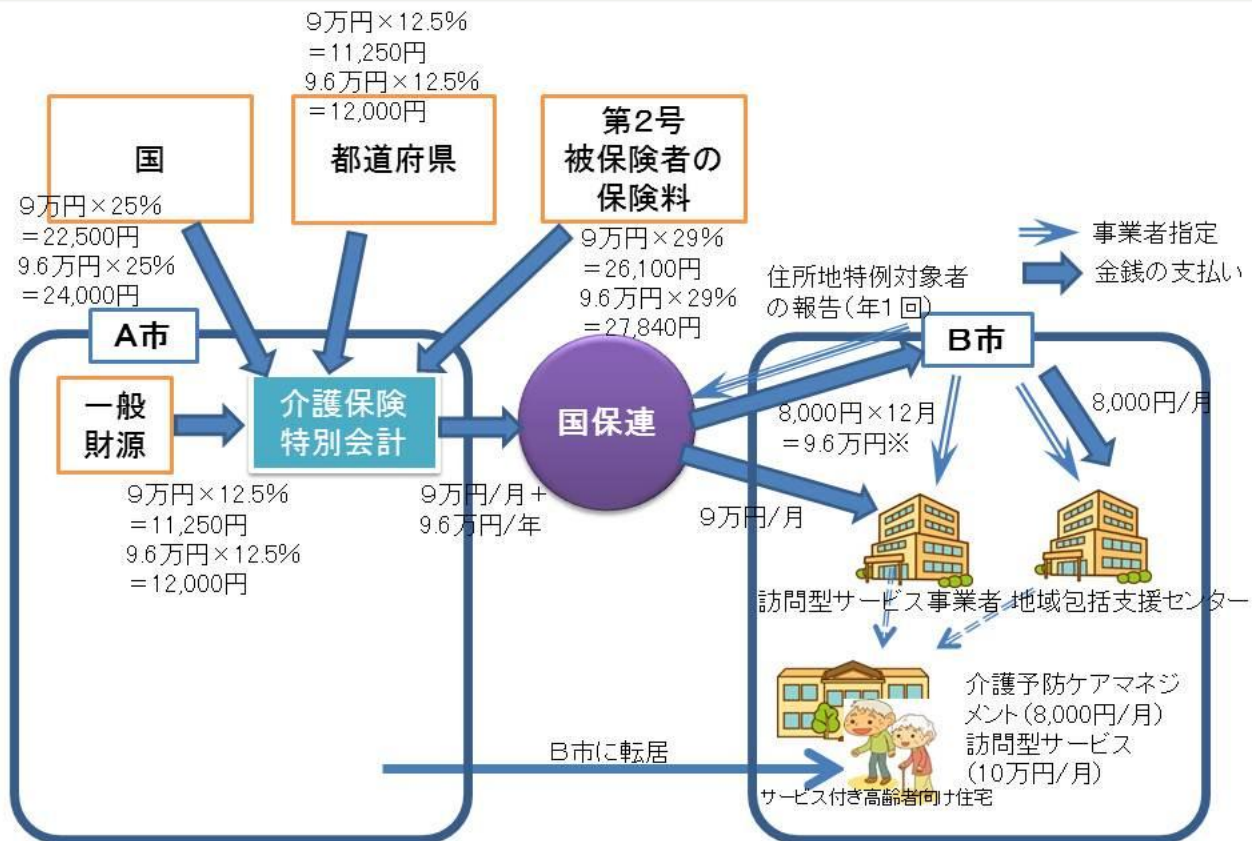 9万円×12.5%
=11,250円
9.6万円×12.5%
=12,000円
国
都道府県
第2号
被保険者の
保険料
9万円×25%
=22,500円
9.6万円×25%
=24,000円
9万円×29%
=26,100円
9.6万円×29%
=27,840円
事業者指定
金銭の支払い
住所地特例対象者
の報告(年1回)
A市
B市
一般
財源
介護保険
特別会計
国保連
8,000円×12月
=9.6万円※
8,000円/月
9万円×12.5%
=11,250円
9.6万円×12.5%
=12,000円
9万円/月+
9.6万円/年
9万円/月
訪問型サービス事業者
地域包括支援センター
介護予防ケアマネジ
メント(8,000円/月)
訪問型サービス
(10万円/月)
B市に転居
サービス付き高齢者向け住宅